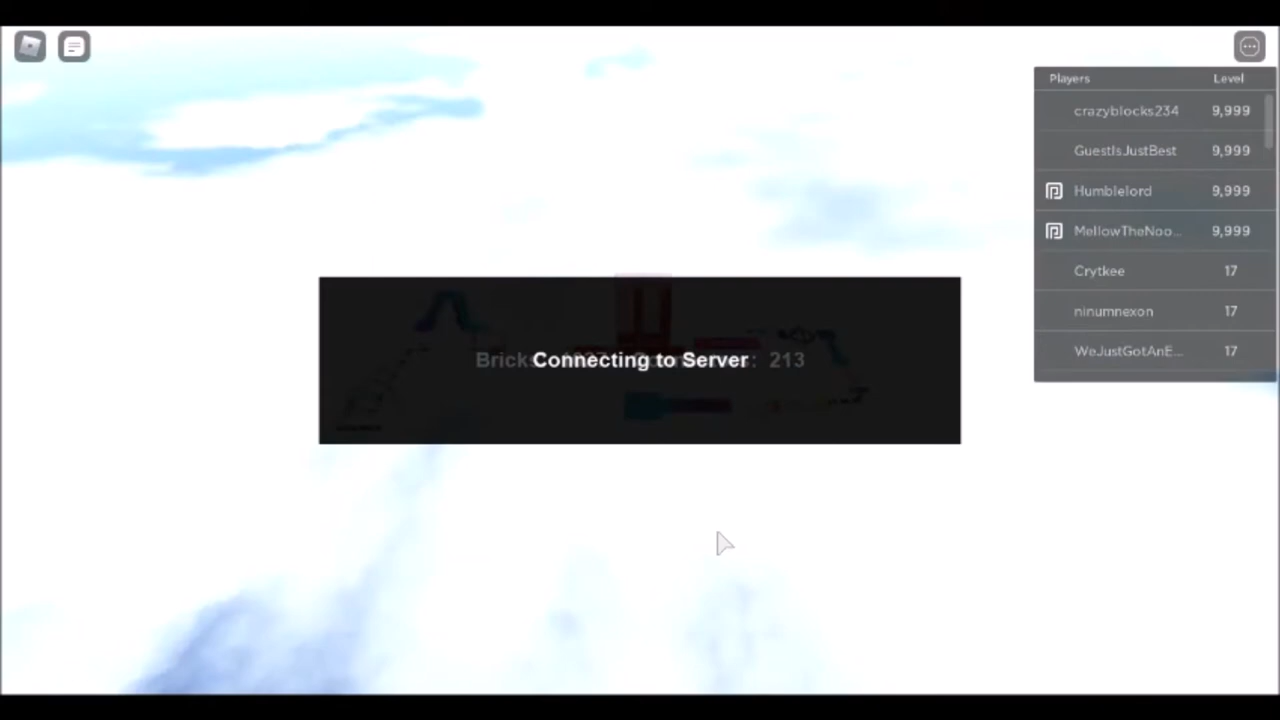 Players Level
crazyblocks234 9,999
GuestIsJustBest 9,999
Humblelord 9,999
MellowTheNoo... 9,999
Crytkee 17
ninumnexon 17
WeJustGotAnE... 17
Connecting to Server
Bricks 213